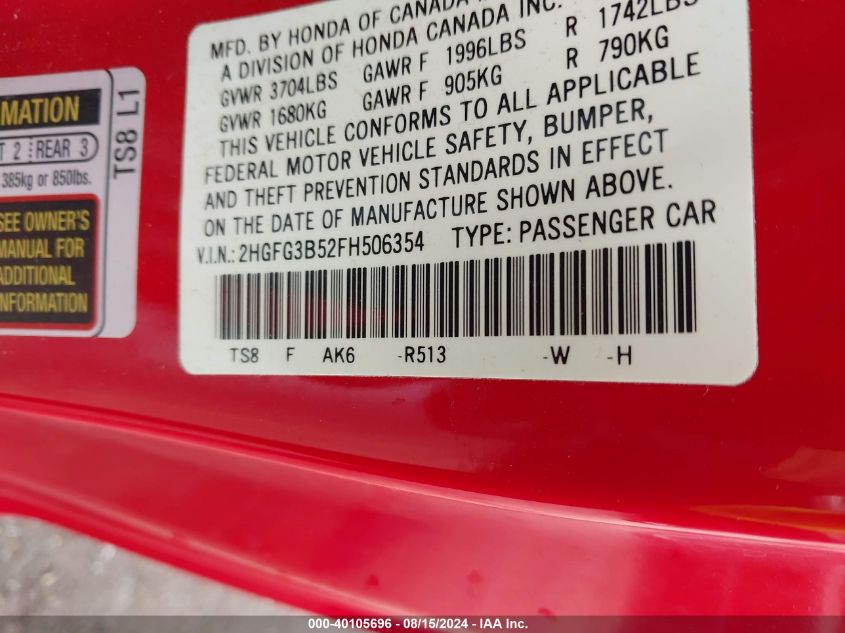 MFD. BY HONDA OF CANADA
A DIVISION OF HONDA CANADA INC.
GVWR 3704LBS GAWR F 1996LBS R 1742LBS
GVWR 1680KG GAWR F 905KG R 790KG
THIS VEHICLE CONFORMS TO ALL APPLICABLE
FEDERAL MOTOR VEHICLE SAFETY, BUMPER,
AND THEFT PREVENTION STANDARDS IN EFFECT
ON THE DATE OF MANUFACTURE SHOWN ABOVE.
V.I.N.: 2HGFG3B52FH506354 TYPE: PASSENGER CAR
TS8 F AK6 -R513 -W -H
MATION
2 REAR 3
385kg or 850lbs.
SEE OWNER'S
MANUAL FOR
ADDITIONAL
INFORMATION
TS8 L1
000-40105696 - 08/15/2024 - IAA Inc.